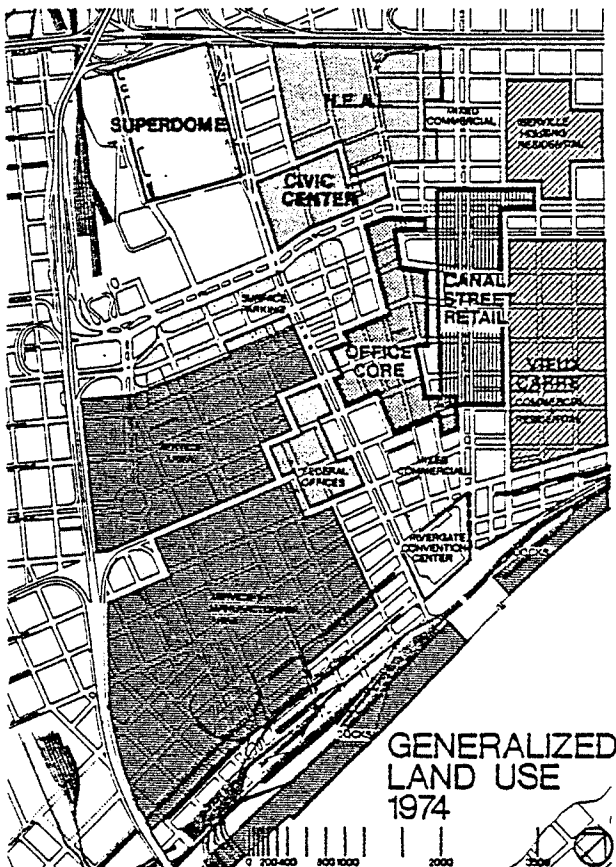 SUPERDOME
H.E.A.
MIXED
COMMERCIAL
IBERVILLE
HOUSING
RESIDENTIAL
CIVIC
CENTER
CANAL
STREET
RETAIL
SURFACE
PARKING
OFFICE
CORE
VIEUX
CARRE
COMMERCIAL
RESIDENTIAL
FEDERAL
OFFICES
MIXED
COMMERCIAL
RIVERGATE
CONVENTION
CENTER
DOCKS
DOCKS
GENERALIZED
LAND USE
1974
0 200 400 800 1000 2000